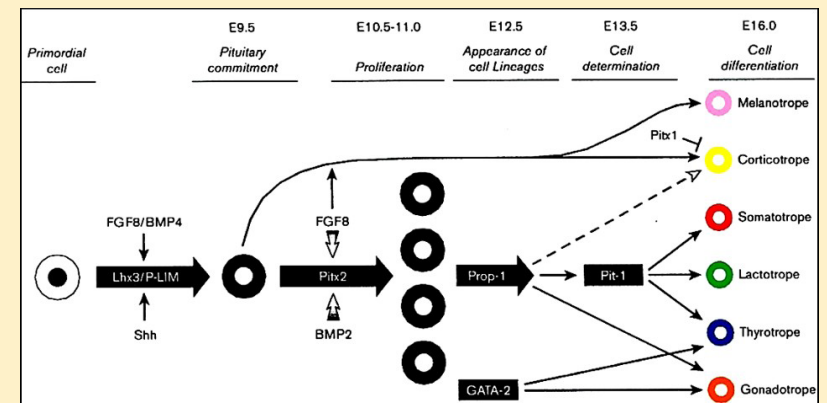 E9.5 E10.5-11.0 E12.5 E13.5 E16.0
Primordial cell Pituitary commitment Proliferation Appearance of cell Lineages Cell determination Cell differentiation
Melanotrope
Pitx1
Corticotrope
FGF8/BMP4 FGF8 Somatotrope
Lhx3/P-LIM Pitx2 Prop-1 Pit-1 Lactotrope
Shh BMP2 Thyrotrope
GATA-2 Gonadotrope